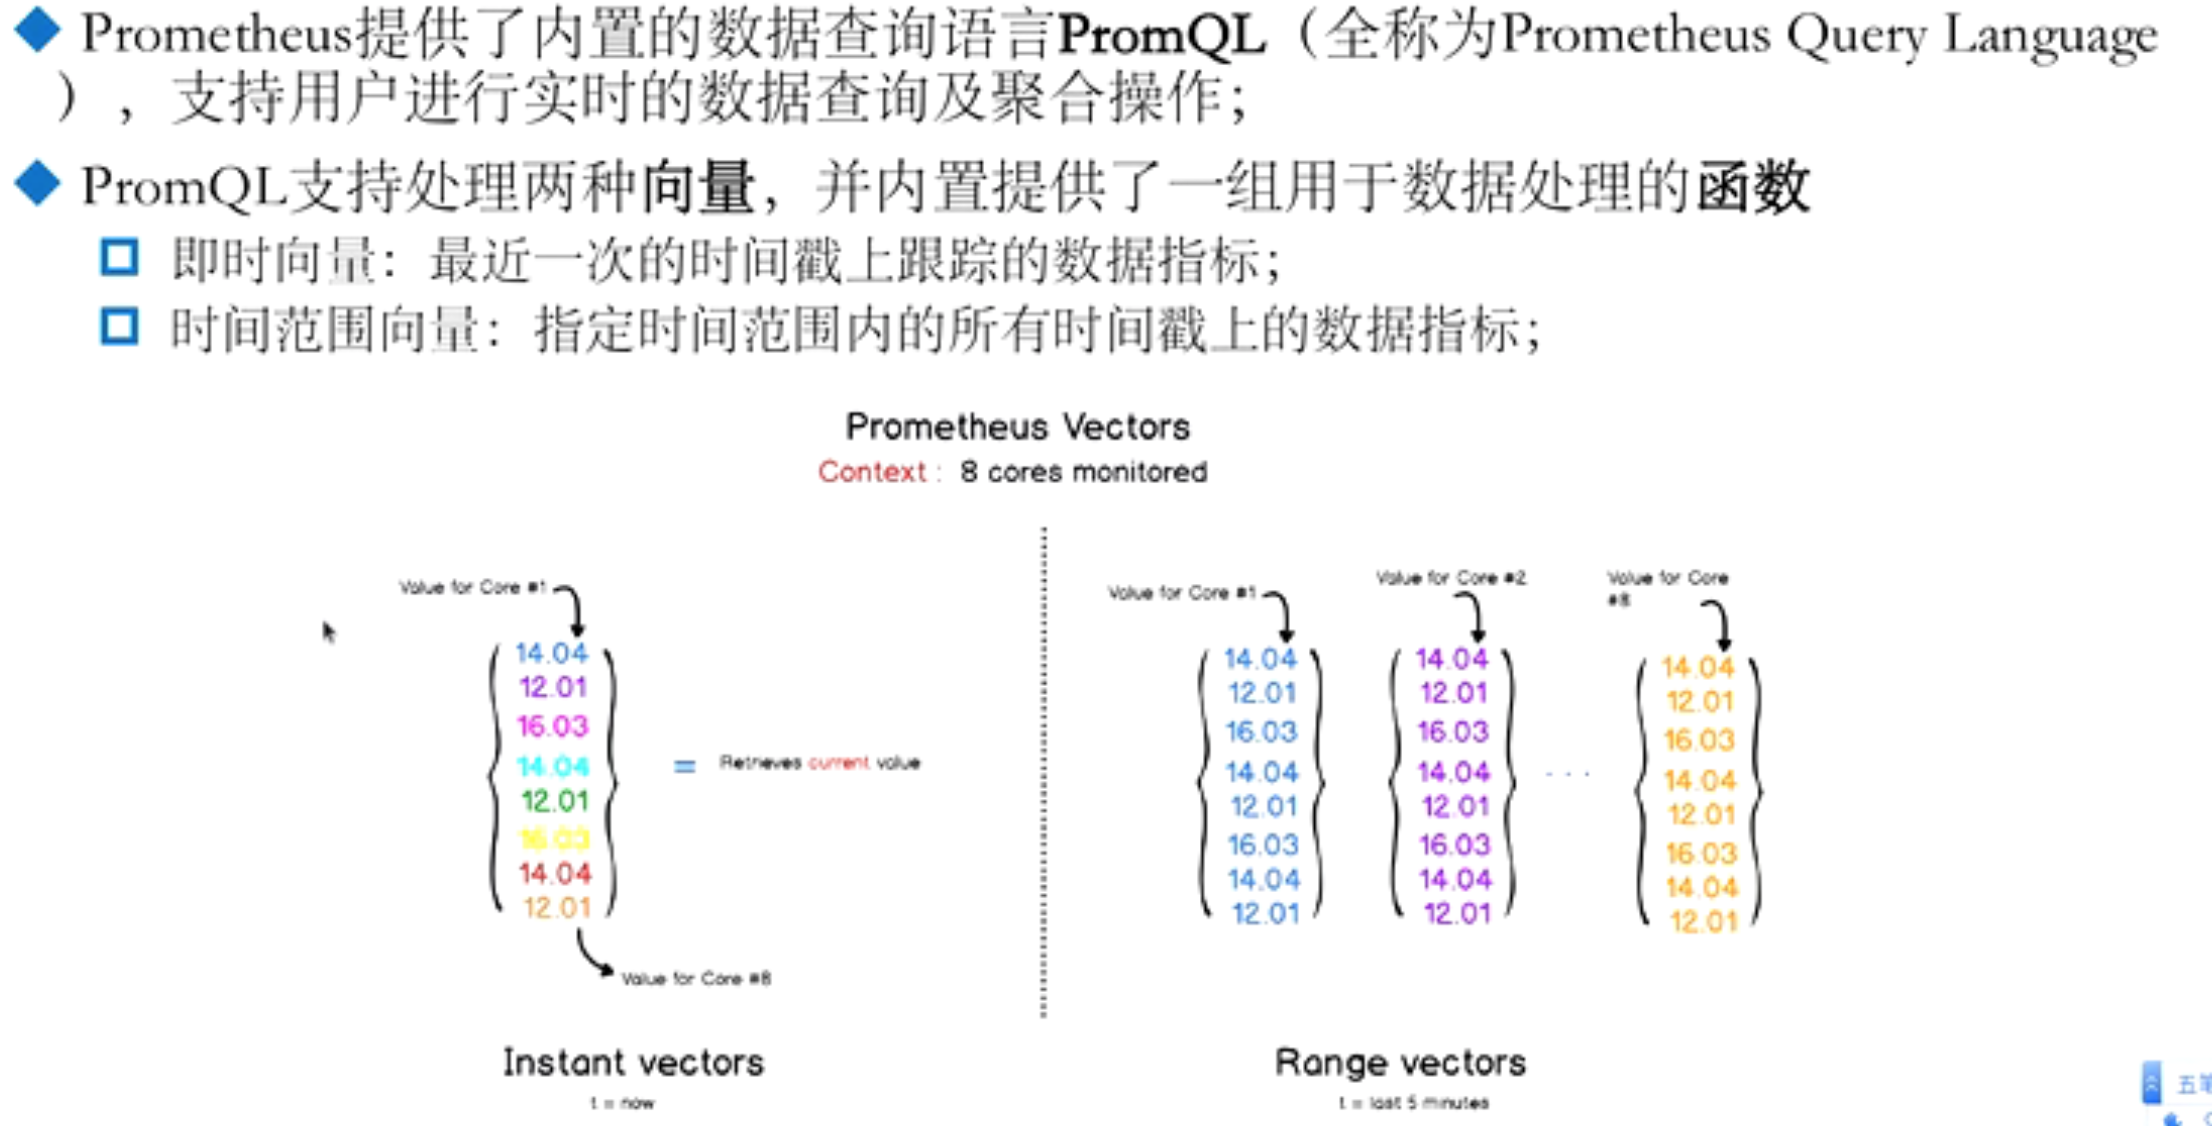 Prometheus提供了内置的数据查询语言PromQL（全称为Prometheus Query Language
），支持用户进行实时的数据查询及聚合操作；
PromQL支持处理两种向量，并内置提供了一组用于数据处理的函数
即时向量：最近一次的时间戳上跟踪的数据指标；
时间范围向量：指定时间范围内的所有时间戳上的数据指标；
Prometheus Vectors
Context : 8 cores monitored
Value for Core #1
14.04
12.01
16.03
14.04
12.01
16.03
14.04
12.01
= Retrieves current value
Value for Core #8
Instant vectors
t = now
Value for Core #1
14.04
12.01
16.03
14.04
12.01
16.03
14.04
12.01
Value for Core #2
14.04
12.01
16.03
14.04
12.01
16.03
14.04
12.01
. . .
Value for Core
#8
14.04
12.01
16.03
14.04
12.01
16.03
14.04
12.01
Range vectors
t = last 5 minutes
五笔